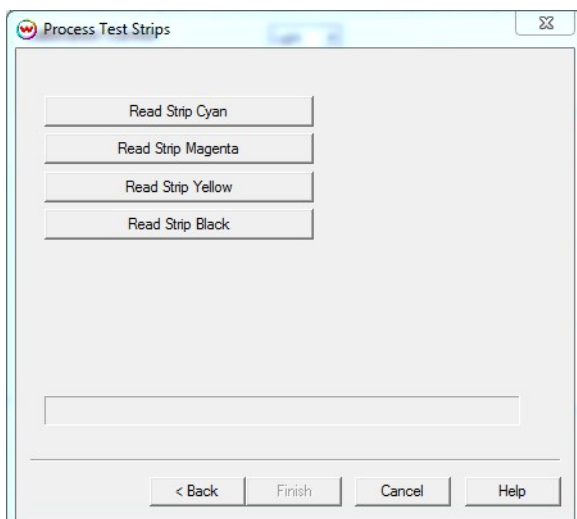 Process Test Strips
Read Strip Cyan
Read Strip Magenta
Read Strip Yellow
Read Strip Black
< Back Finish Cancel Help